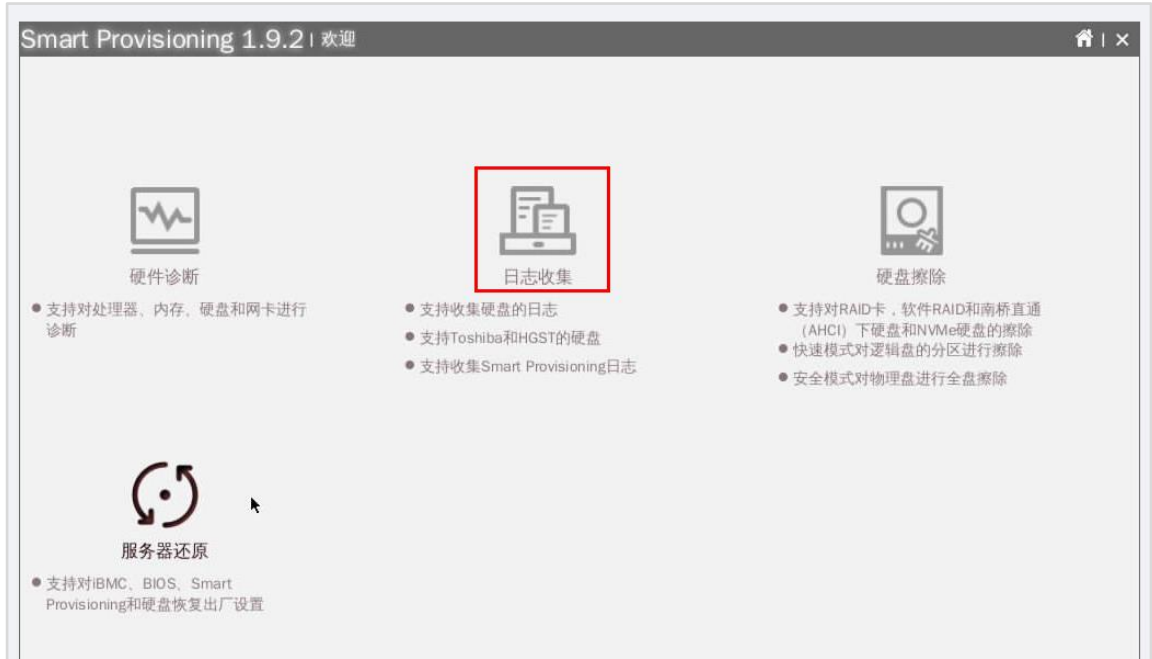 Smart Provisioning 1.9.2 | 欢迎
硬件诊断
● 支持对处理器、内存、硬盘和网卡进行
诊断
日志收集
● 支持收集硬盘的日志
● 支持Toshiba和HGST的硬盘
● 支持收集Smart Provisioning日志
硬盘擦除
● 支持对RAID卡，软件RAID和南桥直通
（AHCI）下硬盘和NVMe硬盘的擦除
● 快速模式对逻辑盘的分区进行擦除
● 安全模式对物理盘进行全盘擦除
服务器还原
● 支持对iBMC、BIOS、Smart
Provisioning和硬盘恢复出厂设置